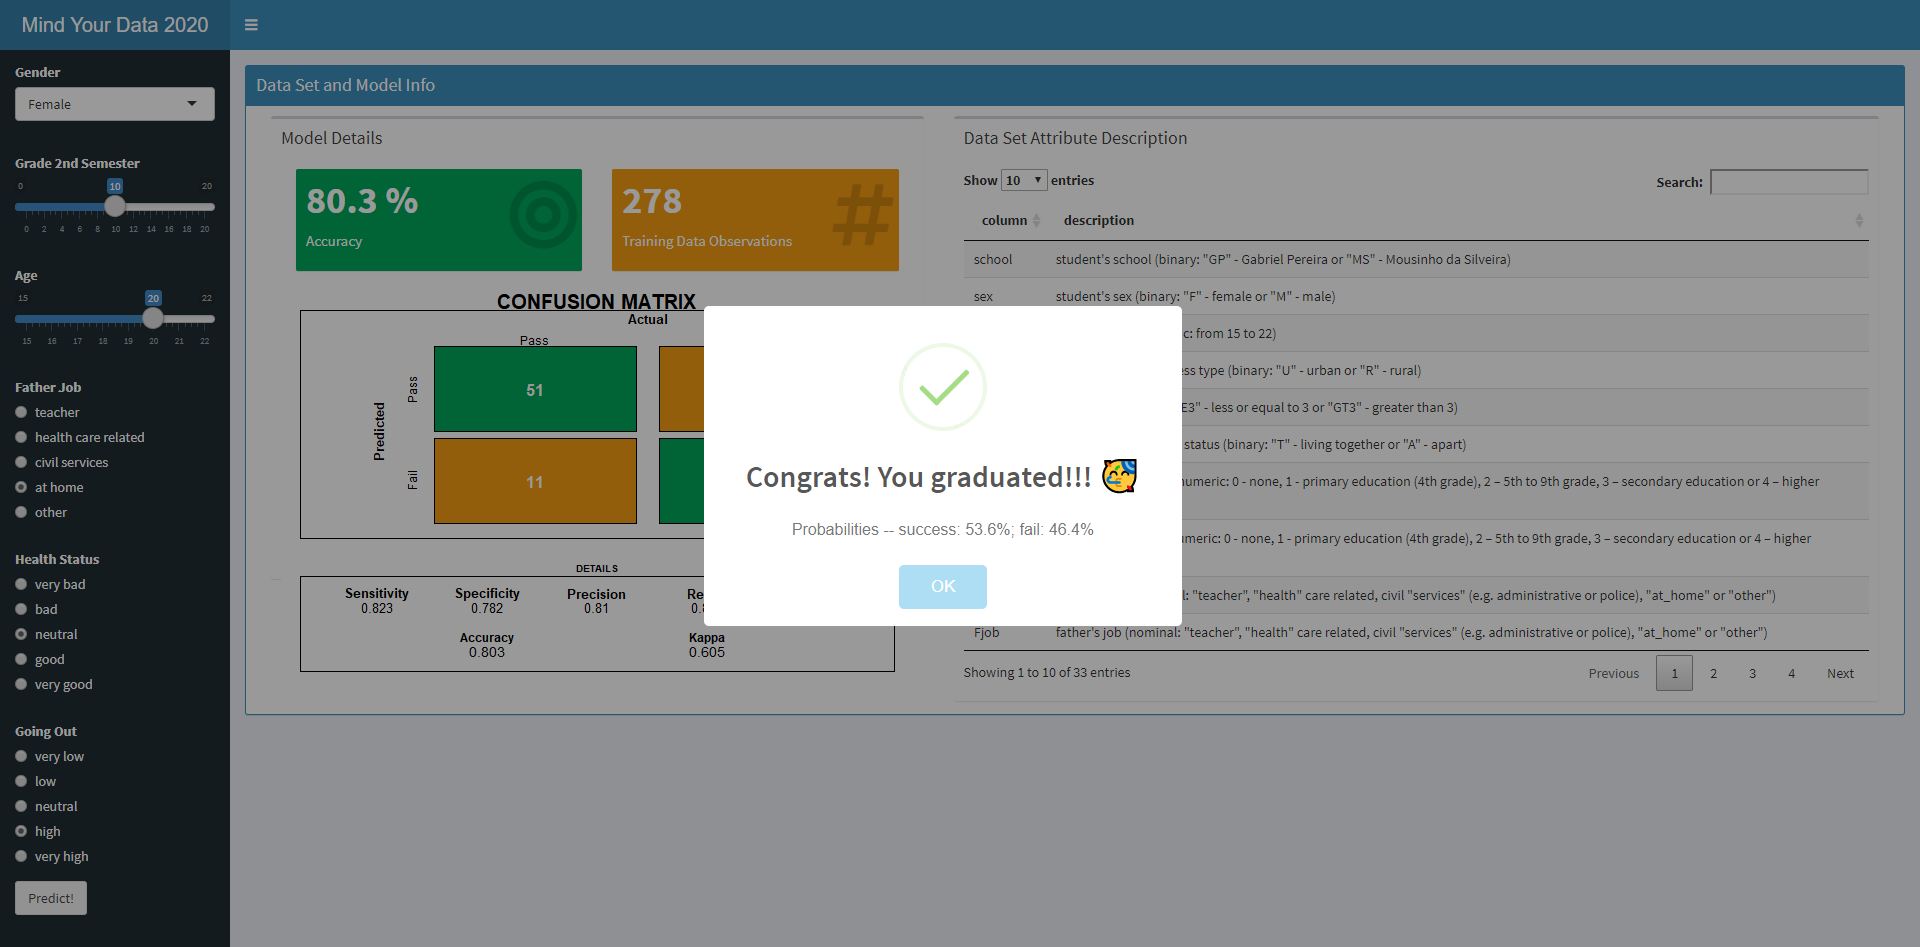 Mind Your Data 2020
Gender
Female
Grade 2nd Semester
0 10 20
0 2 4 6 8 10 12 14 16 18 20
Age
15 20 22
15 16 17 18 19 20 21 22
Father Job
teacher
health care related
civil services
at home
other
Health Status
very bad
bad
neutral
good
very good
Going Out
very low
low
neutral
high
very high
Predict!
Data Set and Model Info
Model Details
80.3 %
Accuracy
278
Training Data Observations
CONFUSION MATRIX
Actual
Pass
Predicted
Pass
51
Fail
11
DETAILS
Sensitivity Specificity Precision
0.823 0.782 0.81
Accuracy Kappa
0.803 0.605
Data Set Attribute Description
Show 10 entries
Search:
column description
school student's school (binary: "GP" - Gabriel Pereira or "MS" - Mousinho da Silveira)
sex student's sex (binary: "F" - female or "M" - male)
: from 15 to 22)
type (binary: "U" - urban or "R" - rural)
- less or equal to 3 or "GT3" - greater than 3)
status (binary: "T" - living together or "A" - apart)
numeric: 0 - none, 1 - primary education (4th grade), 2 – 5th to 9th grade, 3 – secondary education or 4 – higher
meric: 0 - none, 1 - primary education (4th grade), 2 – 5th to 9th grade, 3 – secondary education or 4 – higher
: "teacher", "health" care related, civil "services" (e.g. administrative or police), "at_home" or "other")
Fjob father's job (nominal: "teacher", "health" care related, civil "services" (e.g. administrative or police), "at_home" or "other")
Showing 1 to 10 of 33 entries
Previous 1 2 3 4 Next
Congrats! You graduated!!! 🥳
Probabilities -- success: 53.6%; fail: 46.4%
OK